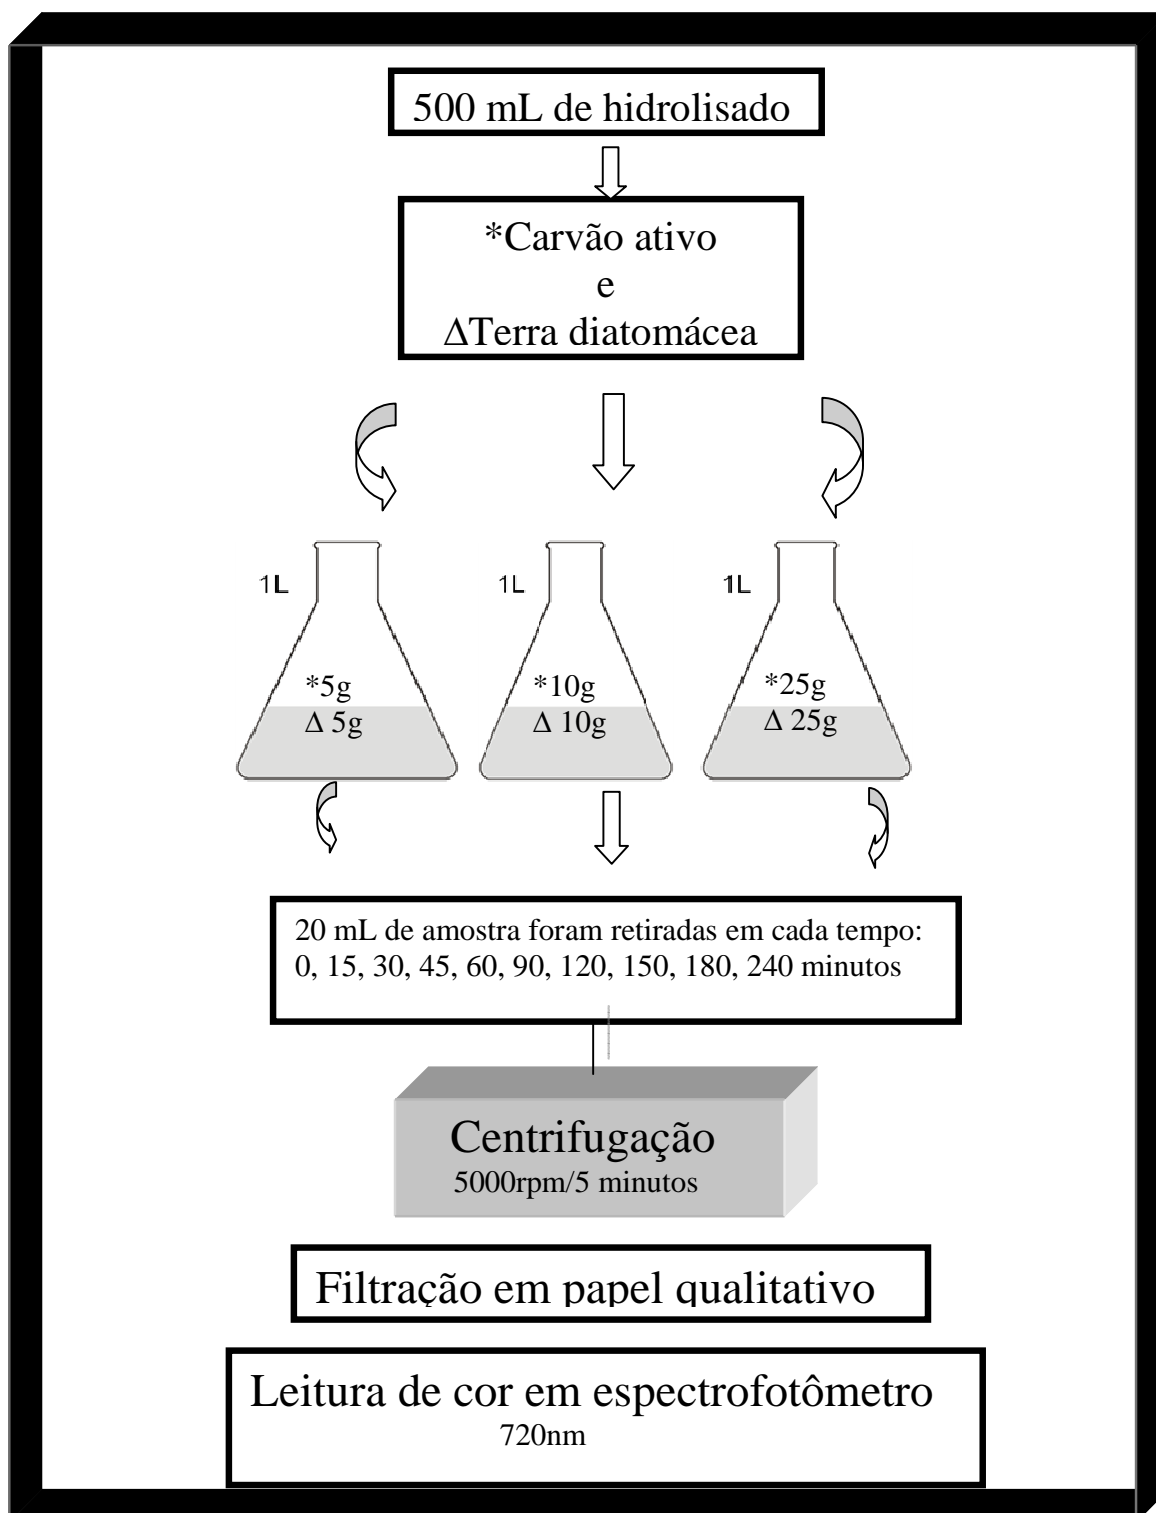 500 mL de hidrolisado
*Carvão ativo
e
ΔTerra diatomácea
1L
1L
1L
*5g
Δ 5g
*10g
Δ 10g
*25g
Δ 25g
20 mL de amostra foram retiradas em cada tempo:
0, 15, 30, 45, 60, 90, 120, 150, 180, 240 minutos
Centrifugação
5000rpm/5 minutos
Filtração em papel qualitativo
Leitura de cor em espectrofotômetro
720nm